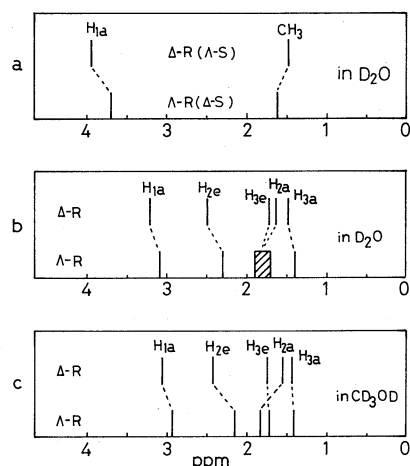 a
H1a CH3
Δ-R (Λ-S) in D2O
Λ-R(Δ-S)
4 3 2 1 0
b
H1a H2e H3e H2a H3a
Δ-R
in D2O
Λ-R
4 3 2 1 0
c
H1a H2e H3e H2a H3a
Δ-R
in CD3OD
Λ-R
4 3 2 1 0
ppm